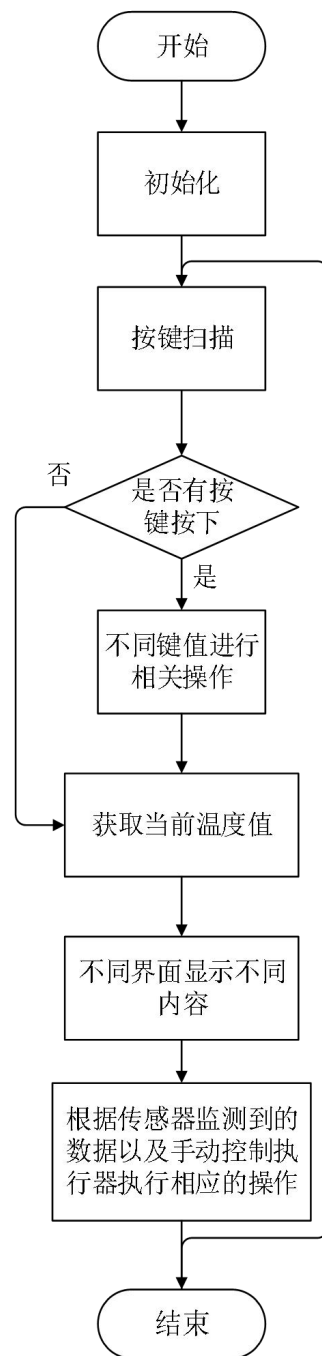 开始
初始化
按键扫描
否
是否有按
键按下
是
不同键值进行
相关操作
获取当前温度值
不同界面显示不同
内容
根据传感器监测到的
数据以及手动控制执
行器执行相应的操作
结束